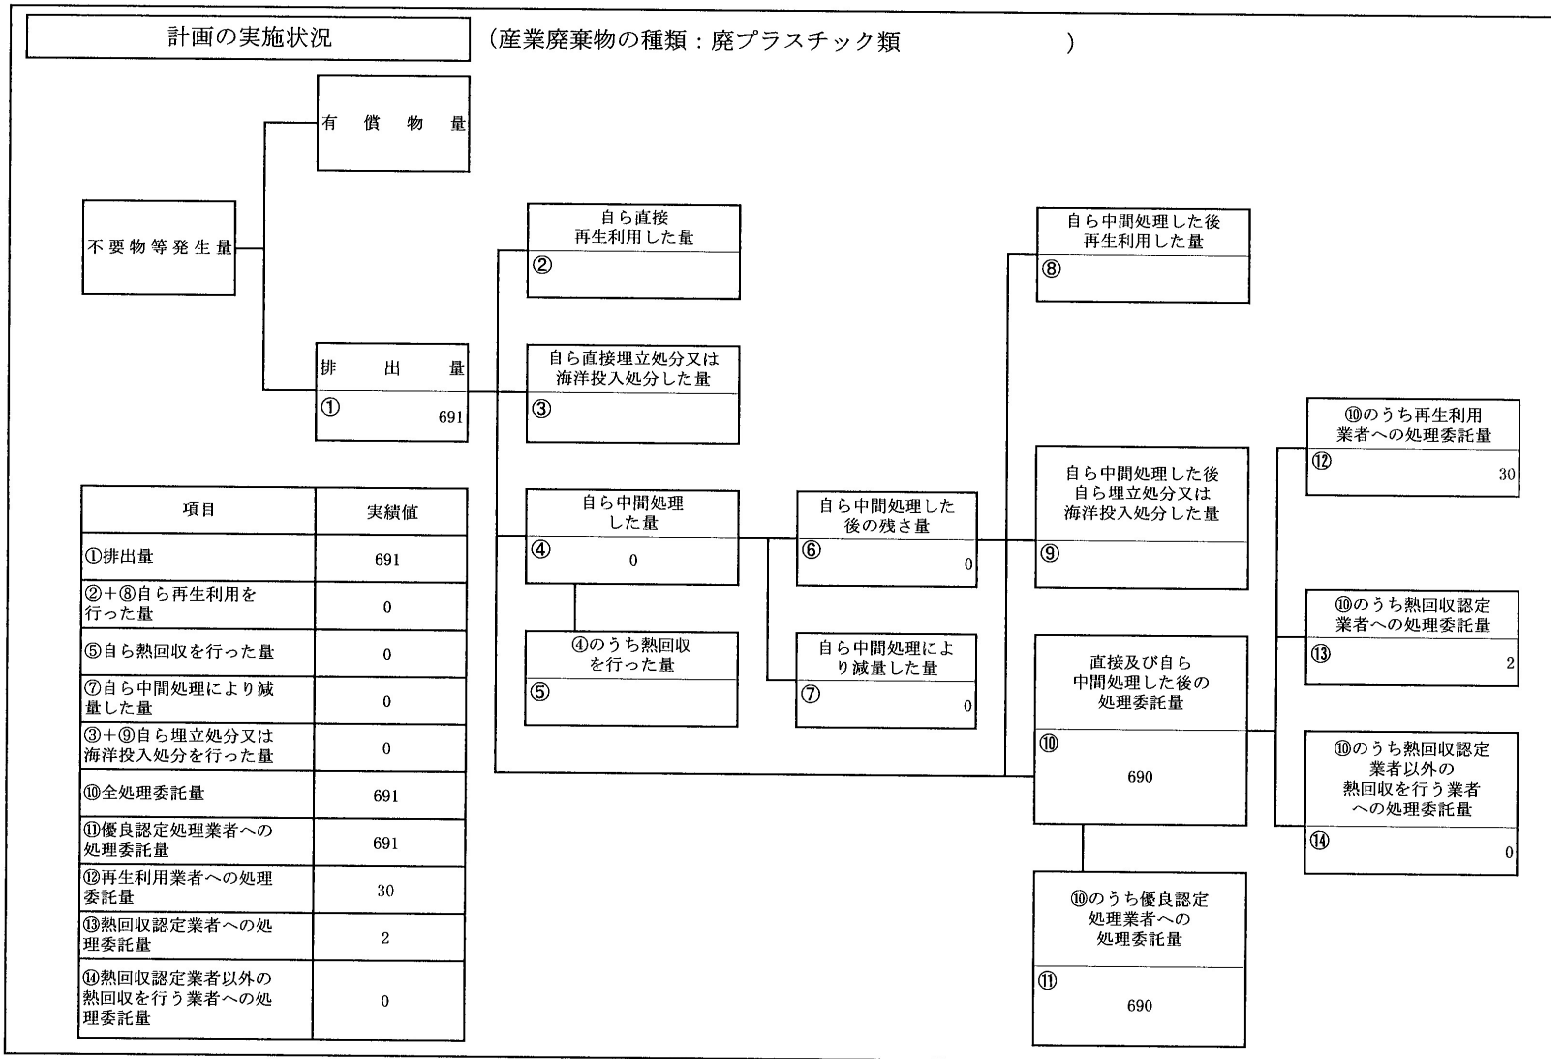 計画の実施状況
(産業廃棄物の種類：廃プラスチック類 )
有償物量
不要物等発生量
排出量
①
691
自ら直接
再生利用した量
②
自ら直接埋立処分又は
海洋投入処分した量
③
自ら中間処理
した量
④
0
④のうち熱回収
を行った量
⑤
自ら中間処理した
後の残さ量
⑥
0
自ら中間処理によ
り減量した量
⑦
0
自ら中間処理した後
再生利用した量
⑧
自ら中間処理した後
自ら埋立処分又は
海洋投入処分した量
⑨
直接及び自ら
中間処理した後の
処理委託量
⑩
690
⑩のうち優良認定
処理業者への
処理委託量
⑪
690
⑩のうち再生利用
業者への処理委託量
⑫
30
⑩のうち熱回収認定
業者への処理委託量
⑬
2
⑩のうち熱回収認定
業者以外の
熱回収を行う業者
への処理委託量
⑭
0
項目 実績値
①排出量 691
②＋⑧自ら再生利用を
行った量 0
⑤自ら熱回収を行った量 0
⑦自ら中間処理により減
量した量 0
③＋⑨自ら埋立処分又は
海洋投入処分を行った量 0
⑩全処理委託量 691
⑪優良認定処理業者への
処理委託量 691
⑫再生利用業者への処理
委託量 30
⑬熱回収認定業者への処
理委託量 2
⑭熱回収認定業者以外の
熱回収を行う業者への処
理委託量 0